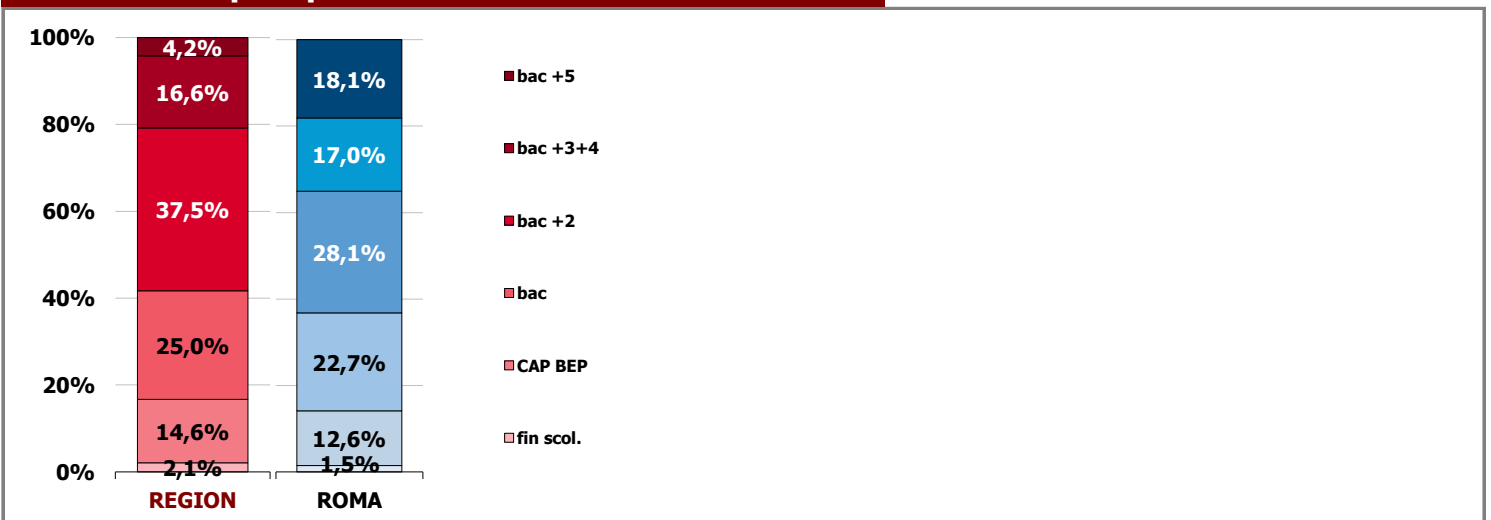 100%
80%
60%
40%
20%
0%
4,2%
16,6%
37,5%
25,0%
14,6%
2,1%
REGION
18,1%
17,0%
28,1%
22,7%
12,6%
1,5%
ROMA
bac +5
bac +3+4
bac +2
bac
CAP BEP
fin scol.